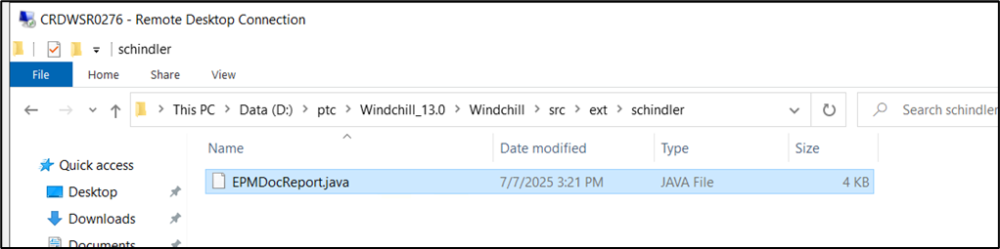 CRDWSR0276 - Remote Desktop Connection
schindler
File Home Share View
This PC > Data (D:) > ptc > Windchill_13.0 > Windchill > src > ext > schindler Search schindler
Name Date modified Type Size
Quick access
EPMDocReport.java 7/7/2025 3:21 PM JAVA File 4 KB
Desktop
Downloads
Documents